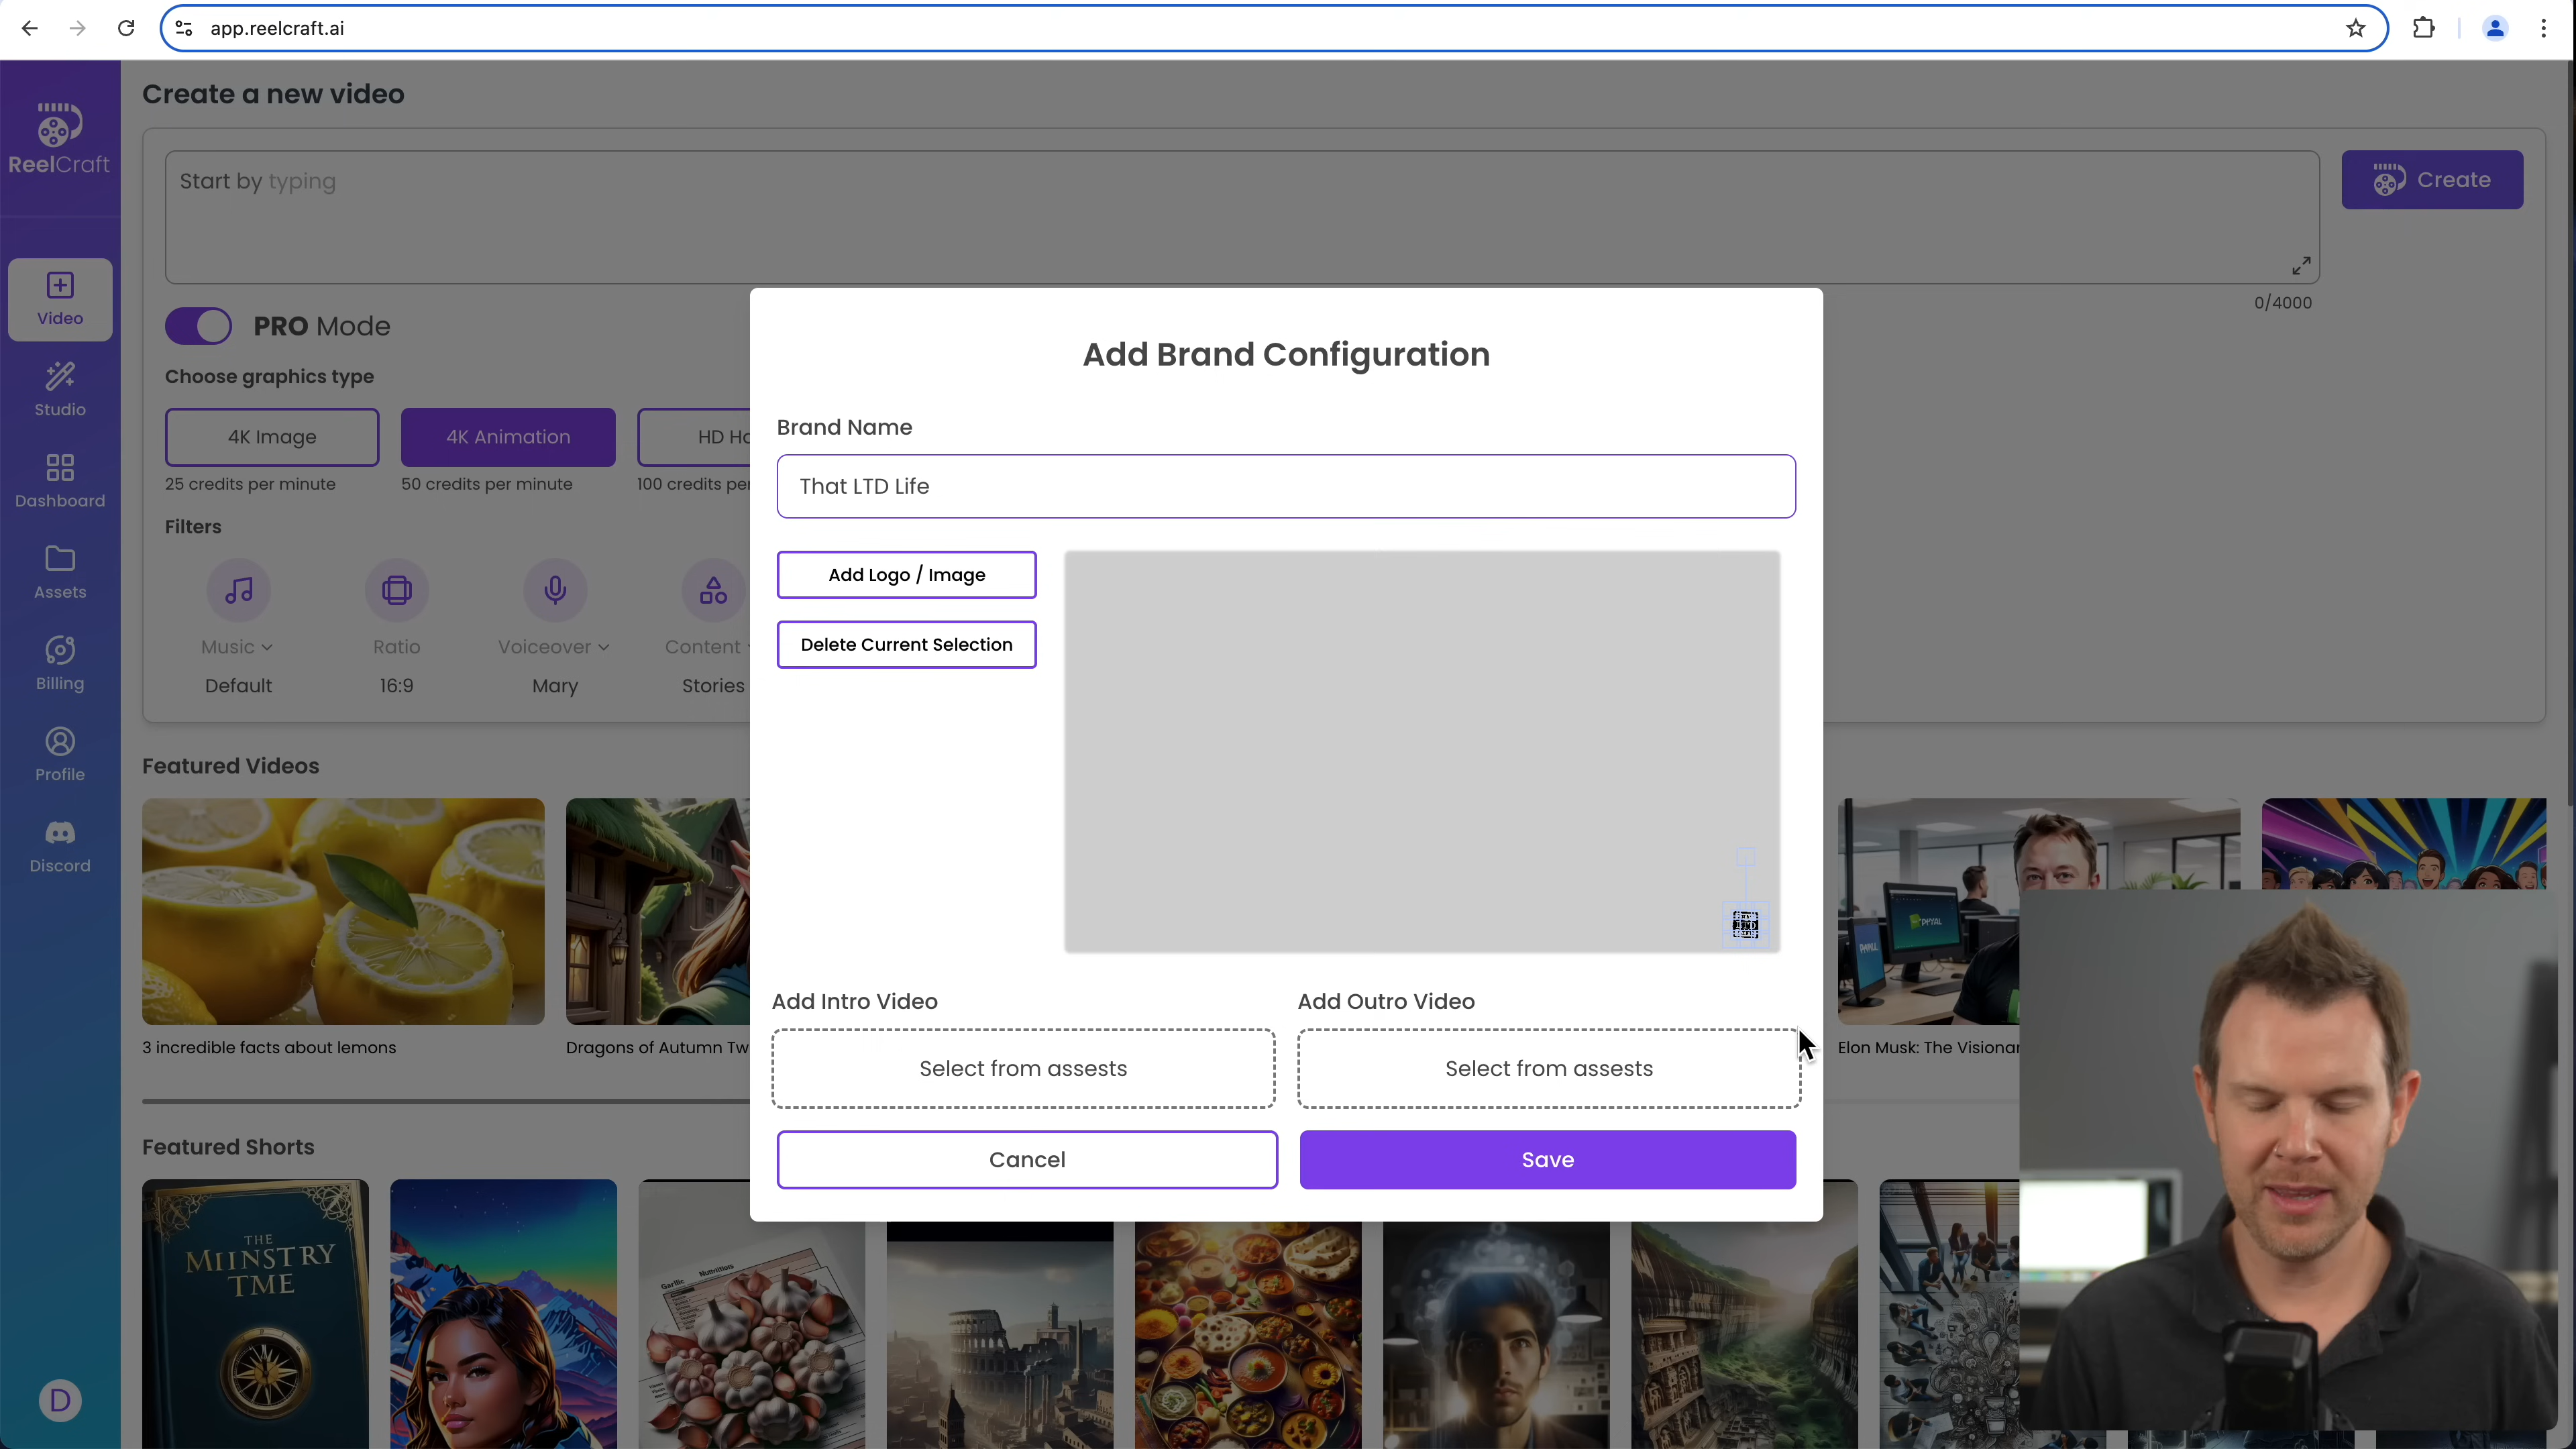 app.reelcraft.ai
ReelCraft
Video
Studio
Dashboard
Assets
Billing
Profile
Discord
D
Create a new video
Start by typing
Create
0/4000
PRO Mode
Choose graphics type
4K Image
4K Animation
HD Ho
25 credits per minute
50 credits per minute
100 credits per
Filters
Music
Ratio
Voiceover
Content
Default
16:9
Mary
Stories
Add Brand Configuration
Brand Name
That LTD Life
Add Logo / Image
Delete Current Selection
Add Intro Video
Add Outro Video
Select from assests
Select from assests
Cancel
Save
Featured Videos
3 incredible facts about lemons
Dragons of Autumn Tw
Elon Musk: The Visionar
Featured Shorts
THE
MIINSTRY
TME
Garlic Nuttrition